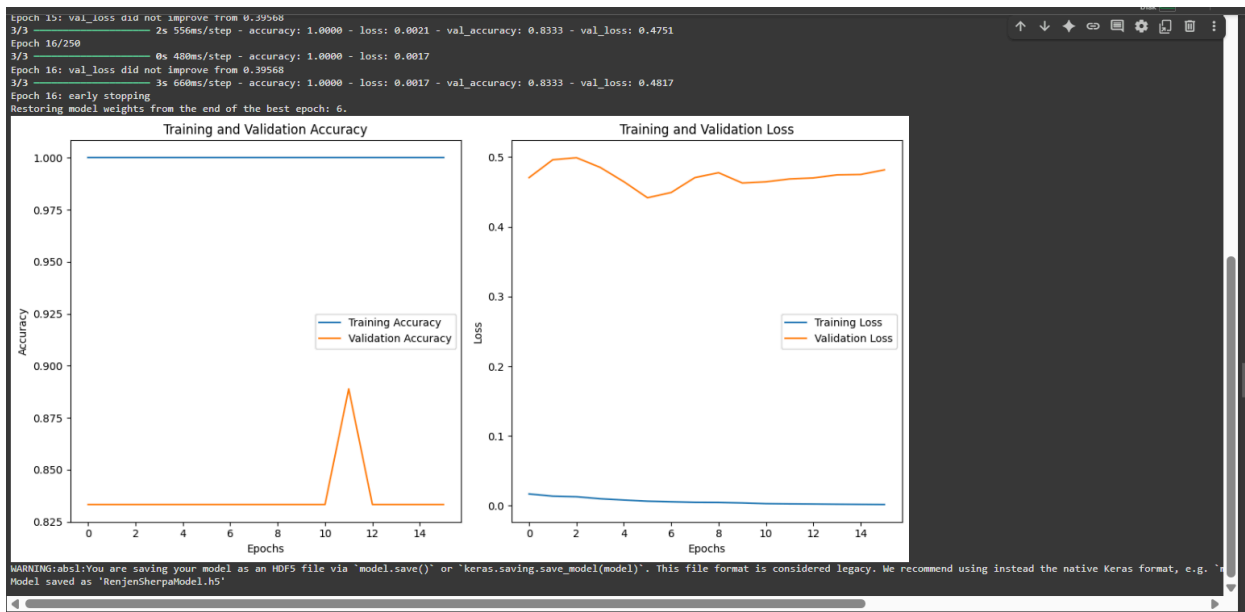 Epoch 15: val_loss did not improve from 0.39568
3/3 ━━━━━━━━━━━━━━━━━━━━ 2s 556ms/step - accuracy: 1.0000 - loss: 0.0021 - val_accuracy: 0.8333 - val_loss: 0.4751
Epoch 16/250
3/3 ━━━━━━━━━━━━━━━━━━━━ 0s 480ms/step - accuracy: 1.0000 - loss: 0.0017
Epoch 16: val_loss did not improve from 0.39568
3/3 ━━━━━━━━━━━━━━━━━━━━ 3s 660ms/step - accuracy: 1.0000 - loss: 0.0017 - val_accuracy: 0.8333 - val_loss: 0.4817
Epoch 16: early stopping
Restoring model weights from the end of the best epoch: 6.
Training and Validation Accuracy
1.000
0.975
0.950
0.925
0.900
0.875
0.850
0.825
Accuracy
0 2 4 6 8 10 12 14
Epochs
Training Accuracy
Validation Accuracy
Training and Validation Loss
0.5
0.4
0.3
0.2
0.1
0.0
Loss
0 2 4 6 8 10 12 14
Epochs
Training Loss
Validation Loss
WARNING:absl:You are saving your model as an HDF5 file via `model.save()` or `keras.saving.save_model(model)`. This file format is considered legacy. We recommend using instead the native Keras format, e.g.
Model saved as 'RenjenSherpaModel.h5'